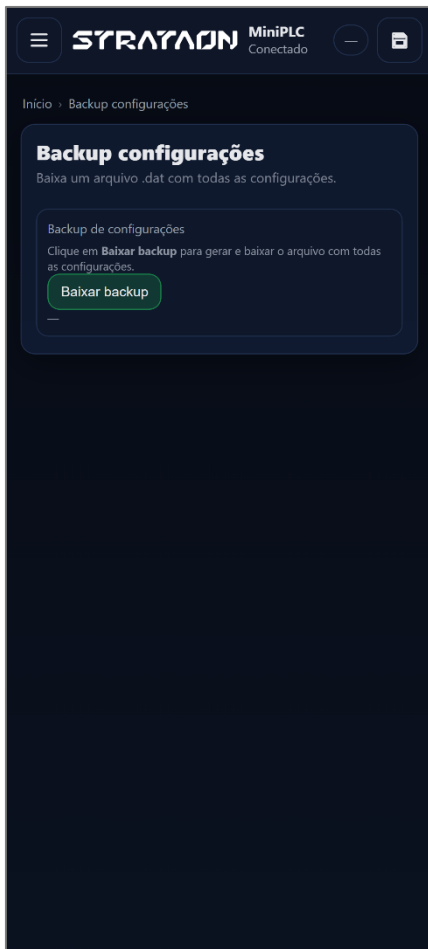 STRATAON
MiniPLC
Conectado
—
Início › Backup configurações
Backup configurações
Baixa um arquivo .dat com todas as configurações.
Backup de configurações
Clique em Baixar backup para gerar e baixar o arquivo com todas
as configurações.
Baixar backup
—